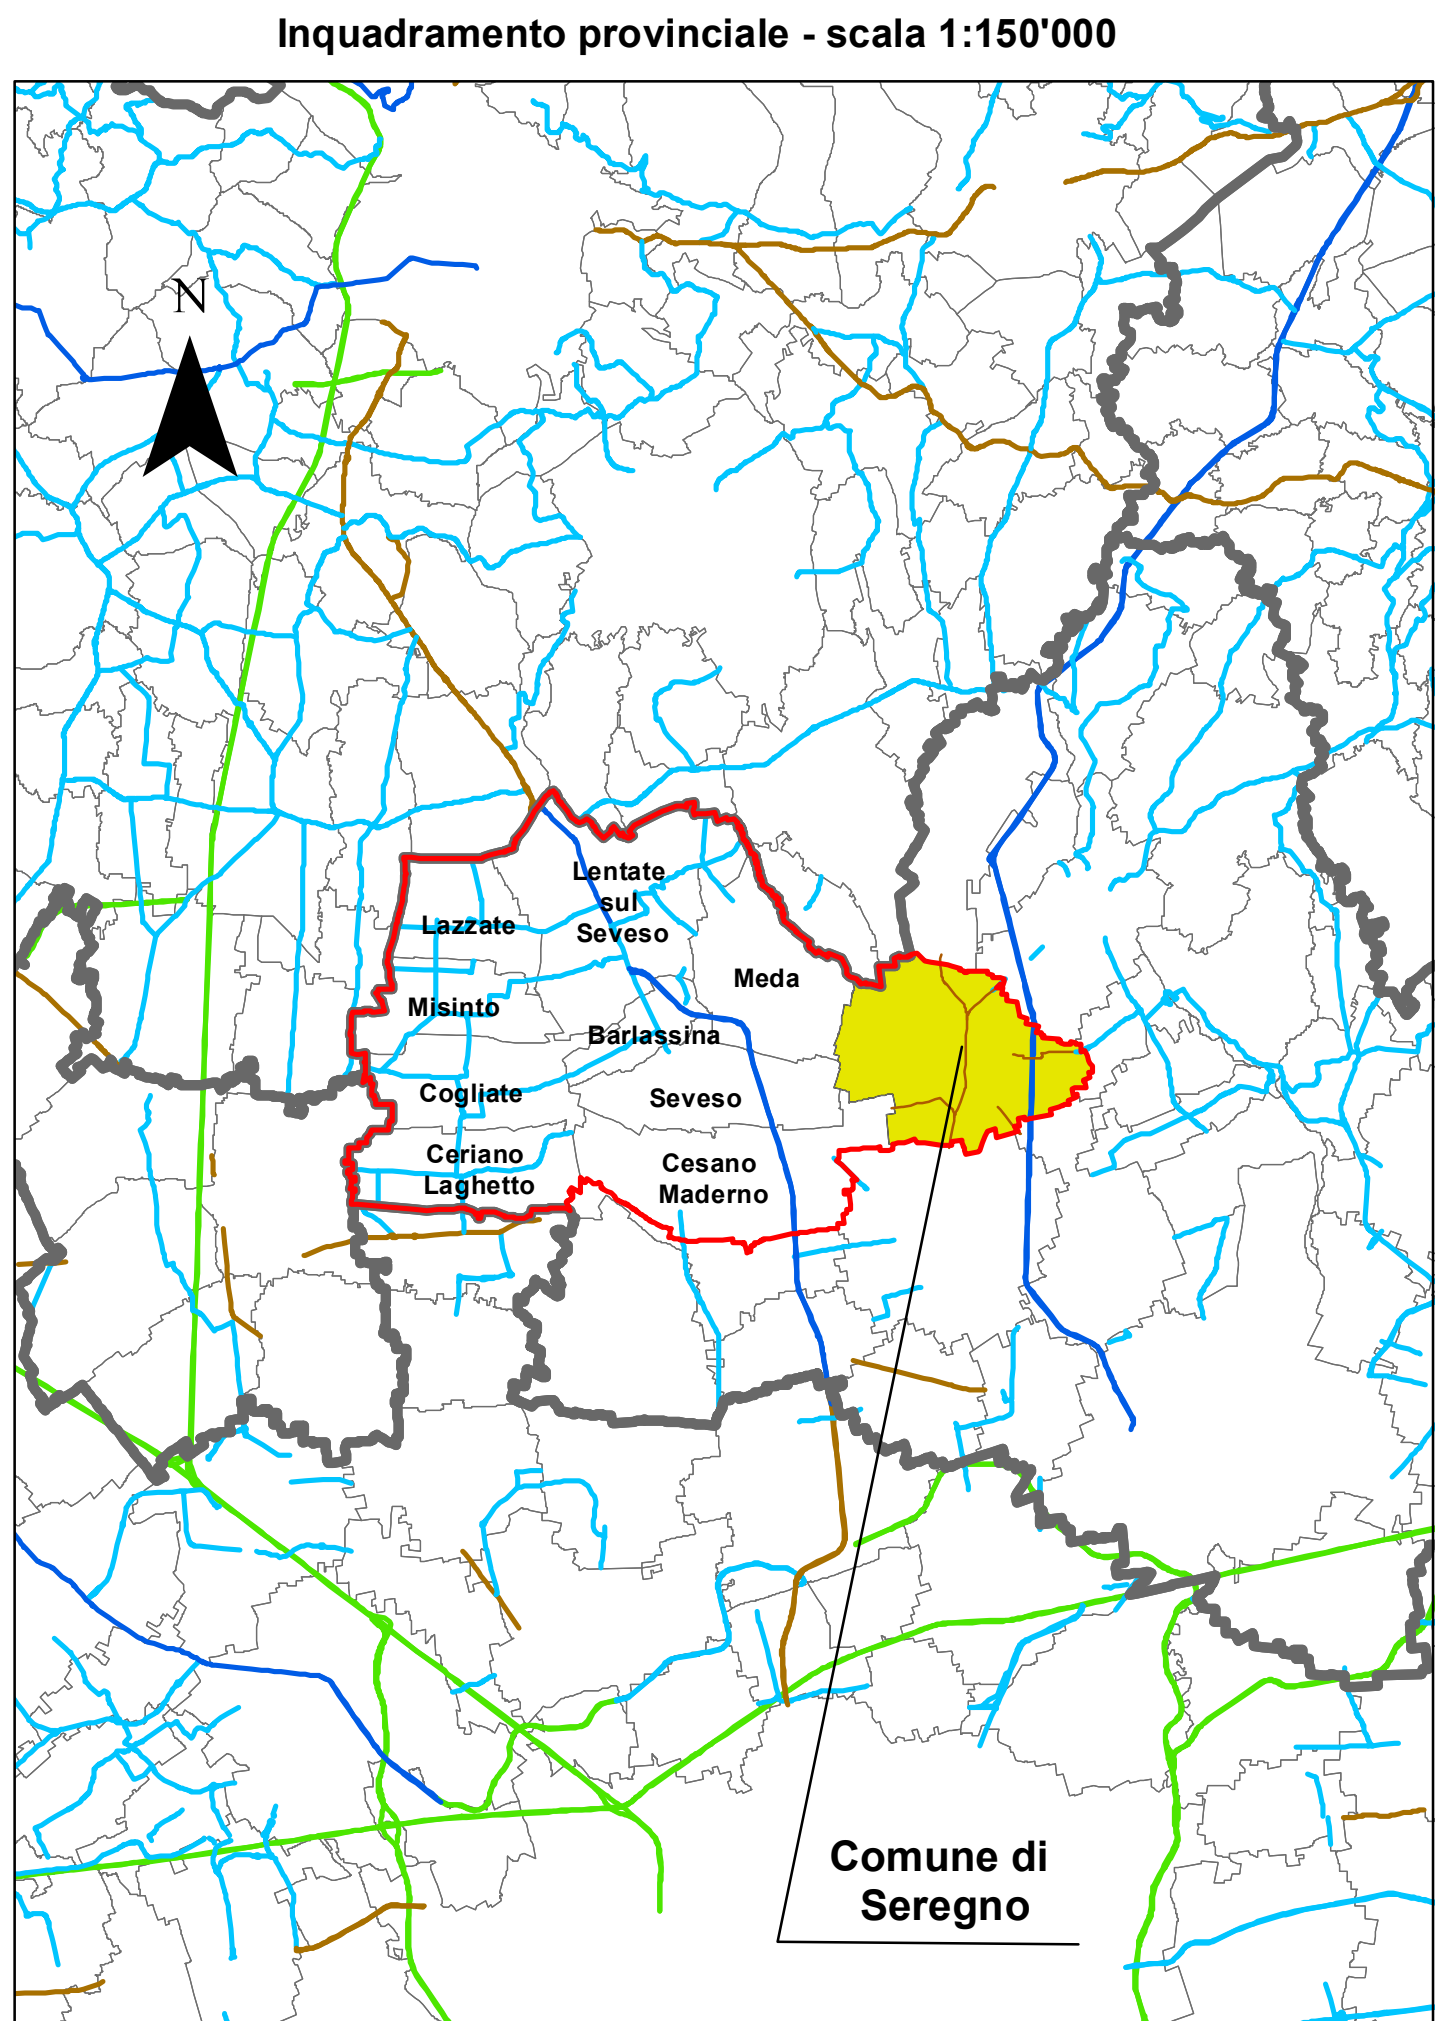 Inquadramento provinciale - scala 1:150'000
N
Lentate
sul
Seveso
Lazzate
Meda
Misinto
Barlassina
Cogliate
Seveso
Ceriano
Laghetto
Cesano
Maderno
Comune di
Seregno